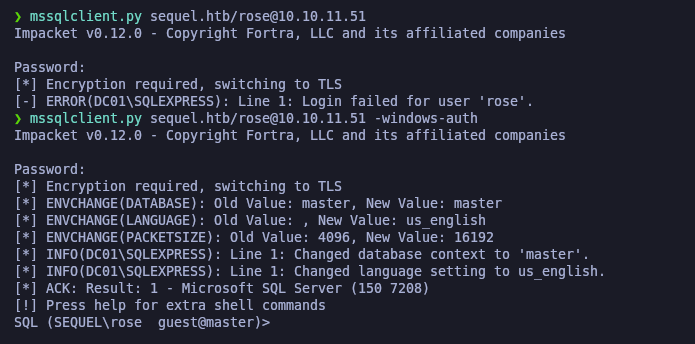 ❯ mssqlclient.py sequel.htb/rose@10.10.11.51
Impacket v0.12.0 - Copyright Fortra, LLC and its affiliated companies

Password:
[*] Encryption required, switching to TLS
[-] ERROR(DC01\SQLEXPRESS): Line 1: Login failed for user 'rose'.
❯ mssqlclient.py sequel.htb/rose@10.10.11.51 -windows-auth
Impacket v0.12.0 - Copyright Fortra, LLC and its affiliated companies

Password:
[*] Encryption required, switching to TLS
[*] ENVCHANGE(DATABASE): Old Value: master, New Value: master
[*] ENVCHANGE(LANGUAGE): Old Value: , New Value: us_english
[*] ENVCHANGE(PACKETSIZE): Old Value: 4096, New Value: 16192
[*] INFO(DC01\SQLEXPRESS): Line 1: Changed database context to 'master'.
[*] INFO(DC01\SQLEXPRESS): Line 1: Changed language setting to us_english.
[*] ACK: Result: 1 - Microsoft SQL Server (150 7208)
[!] Press help for extra shell commands
SQL (SEQUEL\rose  guest@master)>